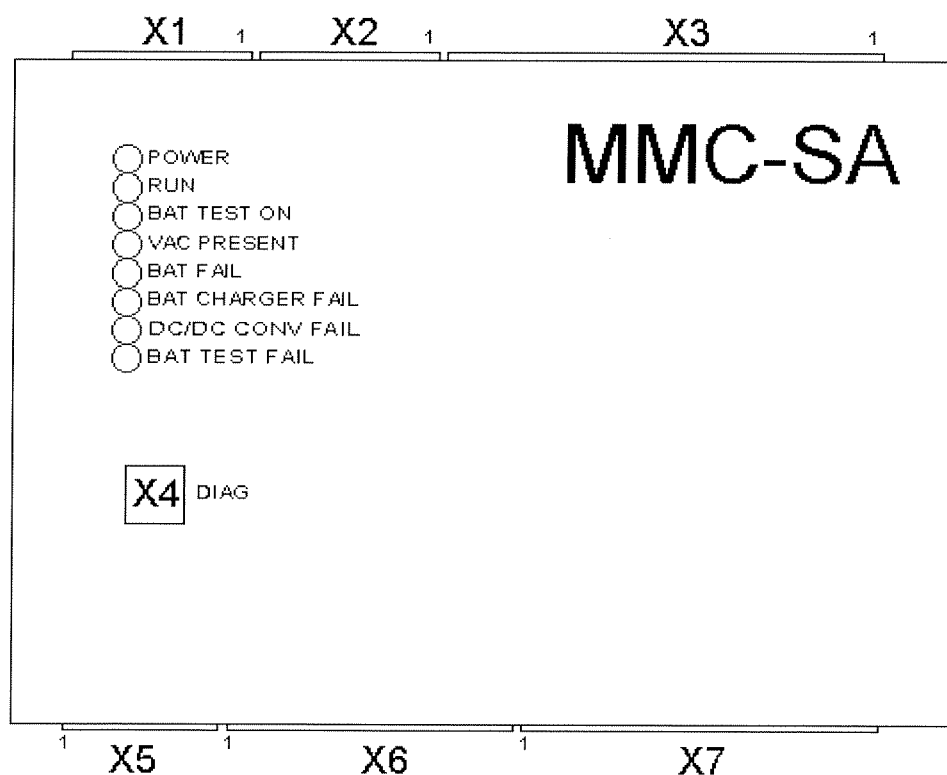 X1 1 X2 1 X3 1
MMC-SA
POWER
RUN
BAT TEST ON
VAC PRESENT
BAT FAIL
BAT CHARGER FAIL
DC/DC CONV FAIL
BAT TEST FAIL
X4 DIAG
1 X5 1 X6 1 X7